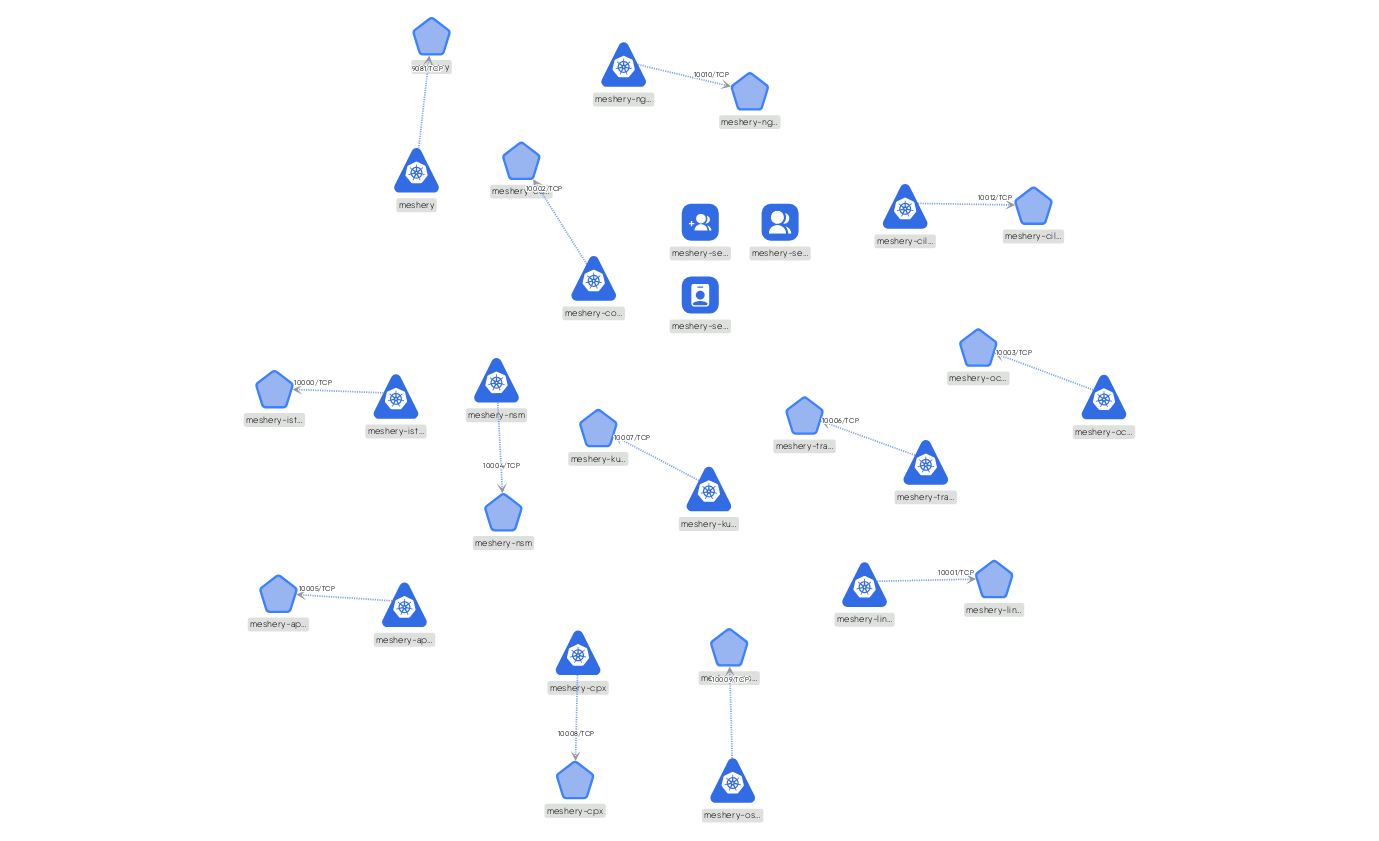 9081/TCP
10010/TCP
meshery-ng...
meshery-ng...
10002/TCP
meshery
10012/TCP
meshery-cil...
meshery-cil...
meshery-se...
meshery-se...
meshery-co...
meshery-se...
10003/TCP
meshery-oc...
10000/TCP
meshery-ist...
meshery-ist...
meshery-nsm
10006/TCP
meshery-tra...
meshery-oc...
10007/TCP
meshery-ku...
10004/TCP
meshery-tra...
meshery-ku...
meshery-nsm
10001/TCP
meshery-lin...
meshery-lin...
10005/TCP
meshery-ap...
meshery-ap...
10009/TCP
meshery-cpx
10008/TCP
meshery-cpx
meshery-os...